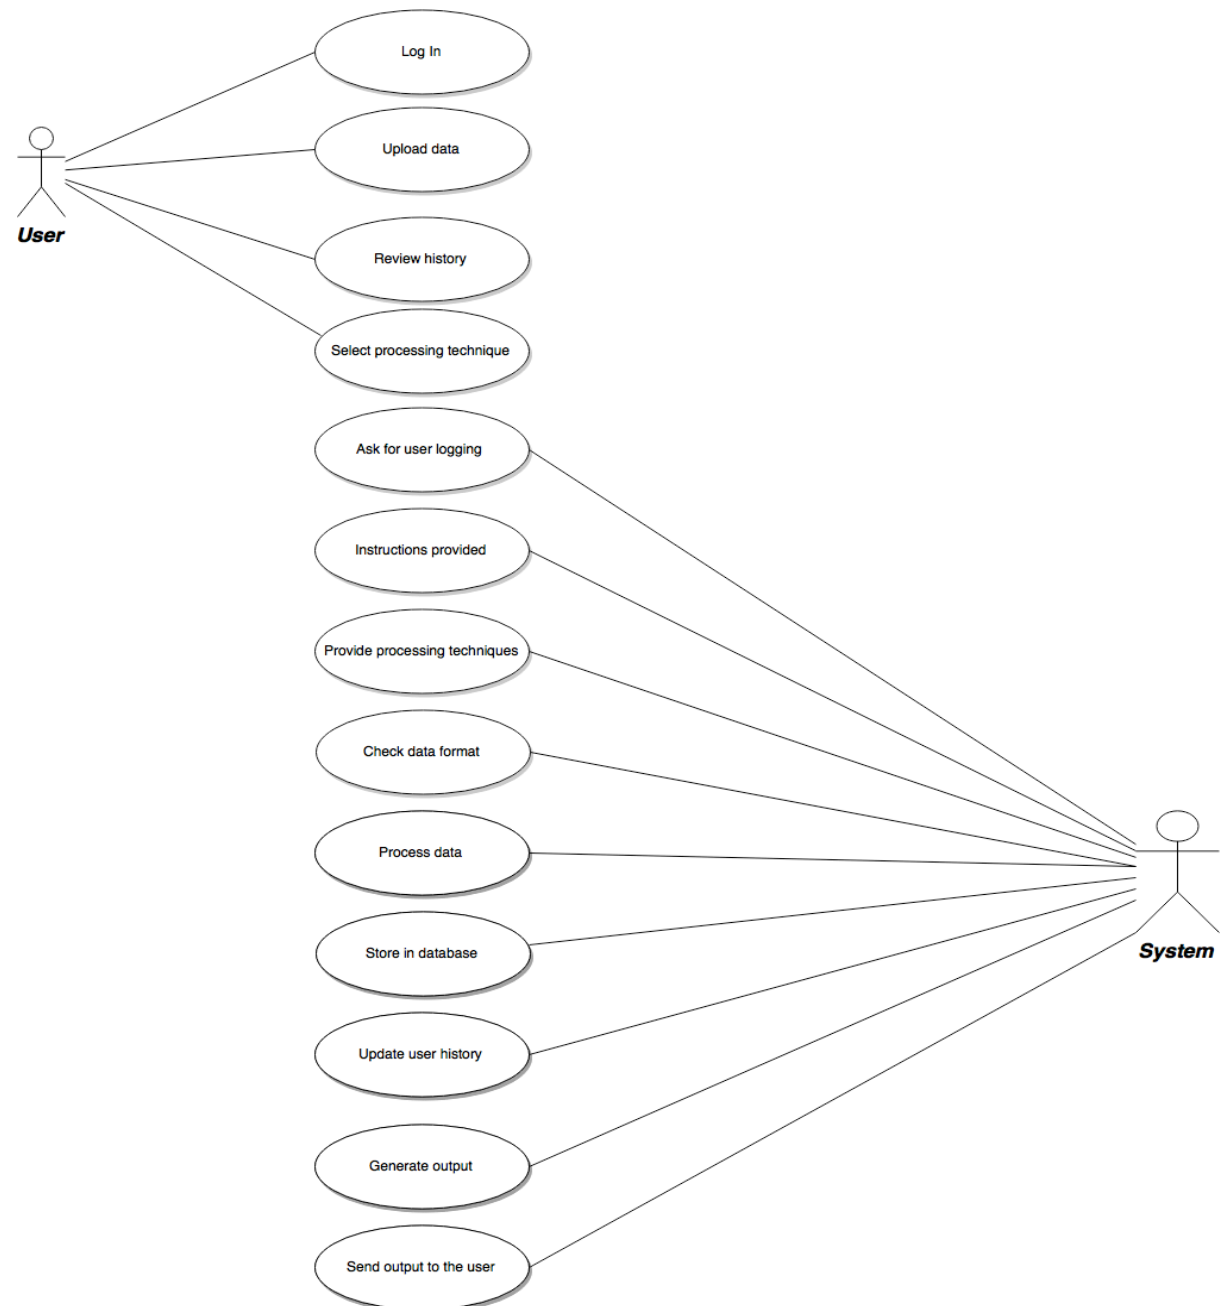 Log In
Upload data
User
Review history
Select processing technique
Ask for user logging
Instructions provided
Provide processing techniques
Check data format
Process data
Store in database
System
Update user history
Generate output
Send output to the user